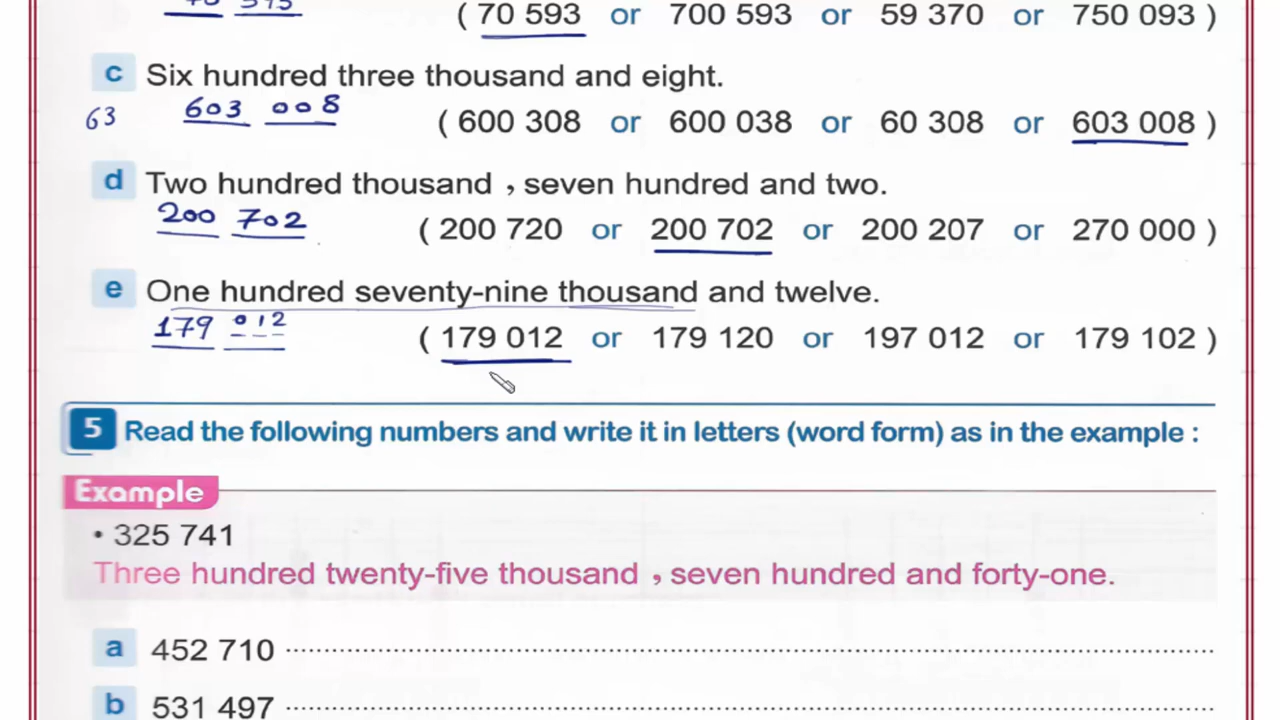 ( 70 593 or 700 593 or 59 370 or 750 093 )
c Six hundred three thousand and eight.
63 603 008 ( 600 308 or 600 038 or 60 308 or 603 008 )
d Two hundred thousand , seven hundred and two.
200 702 ( 200 720 or 200 702 or 200 207 or 270 000 )
e One hundred seventy-nine thousand and twelve.
179 012 ( 179 012 or 179 120 or 197 012 or 179 102 )
5 Read the following numbers and write it in letters (word form) as in the example :
Example
• 325 741
Three hundred twenty-five thousand , seven hundred and forty-one.
a 452 710
b 531 497